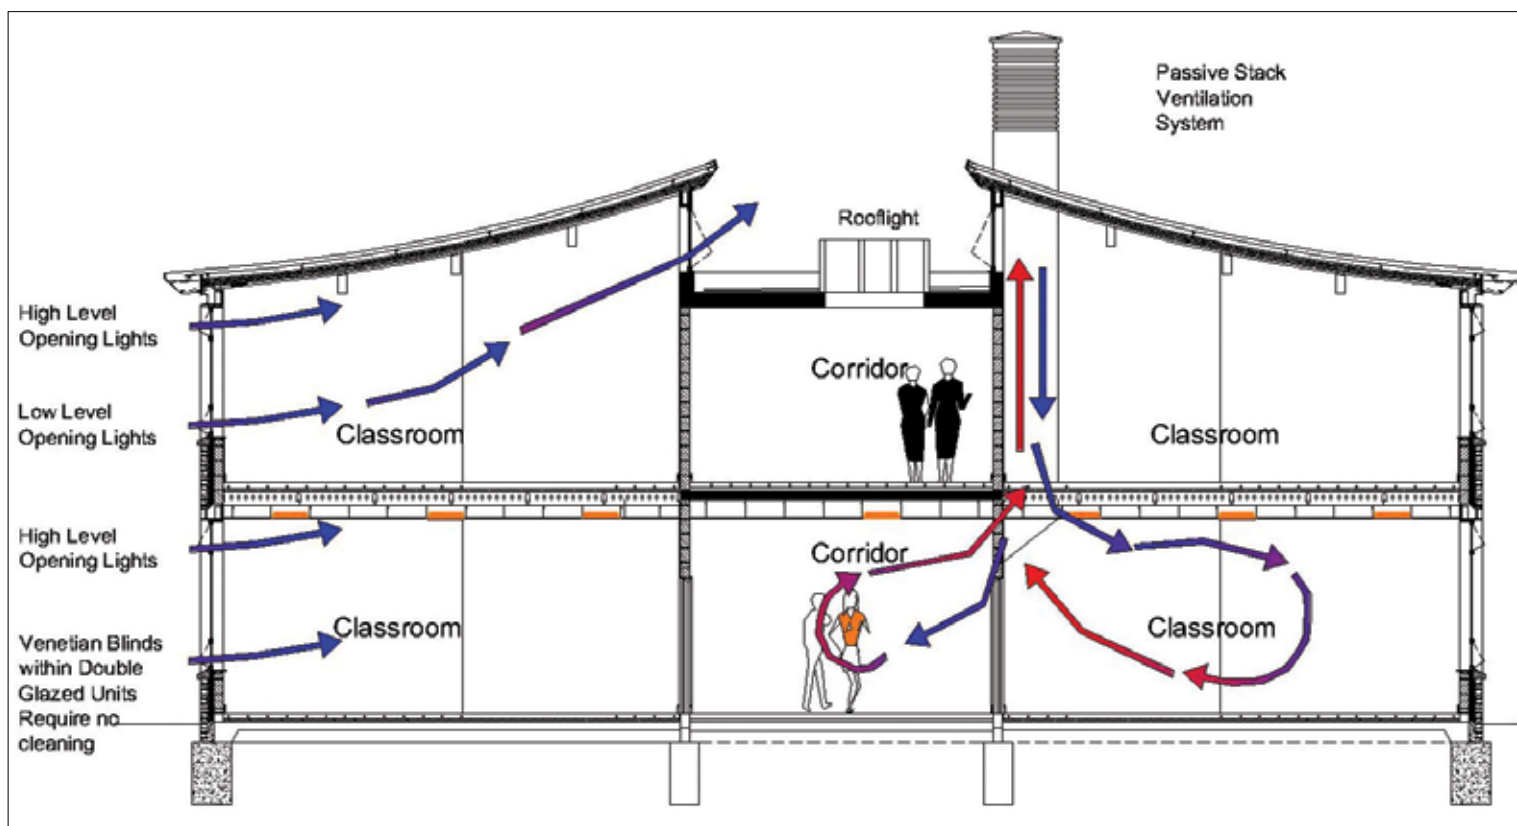 Passive Stack
Ventilation
System
Rooflight
High Level
Opening Lights
Corridor
Low Level
Opening Lights
Classroom
Classroom
High Level
Opening Lights
Corridor
Classroom
Classroom
Venetian Blinds
within Double
Glazed Units
Require no
cleaning